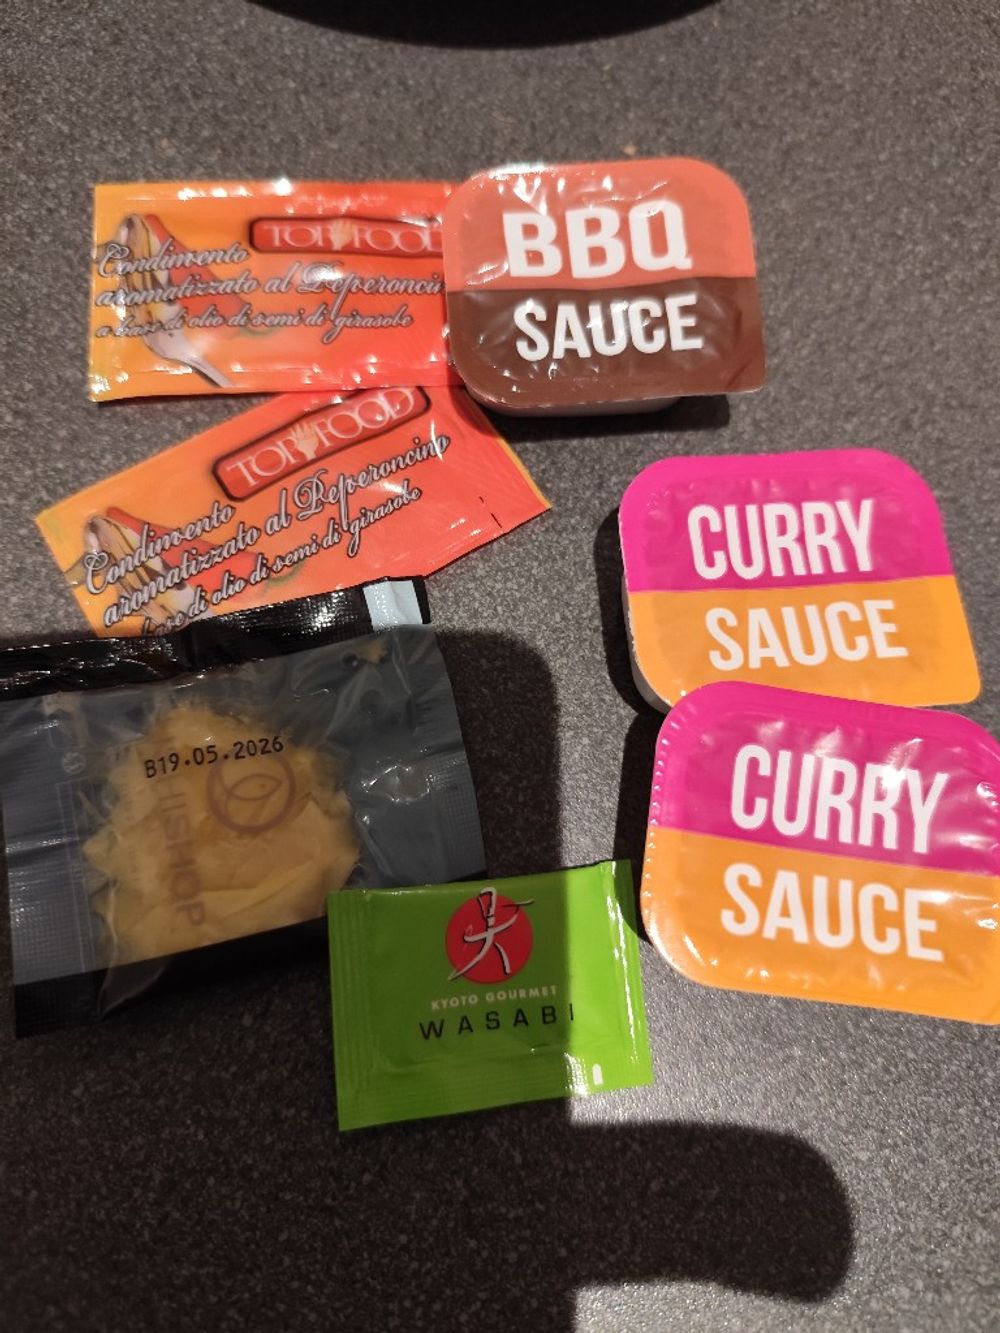 TOP FOOD
Condimento
aromatizzato al Peperoncino
a base di olio di semi di girasole
BBQ
SAUCE
TOP FOOD
Condimento
aromatizzato al Peperoncino
base di olio di semi di girasole
CURRY
SAUCE
B19.05.2026
CURRY
SAUCE
KYOTO GOURMET
WASABI